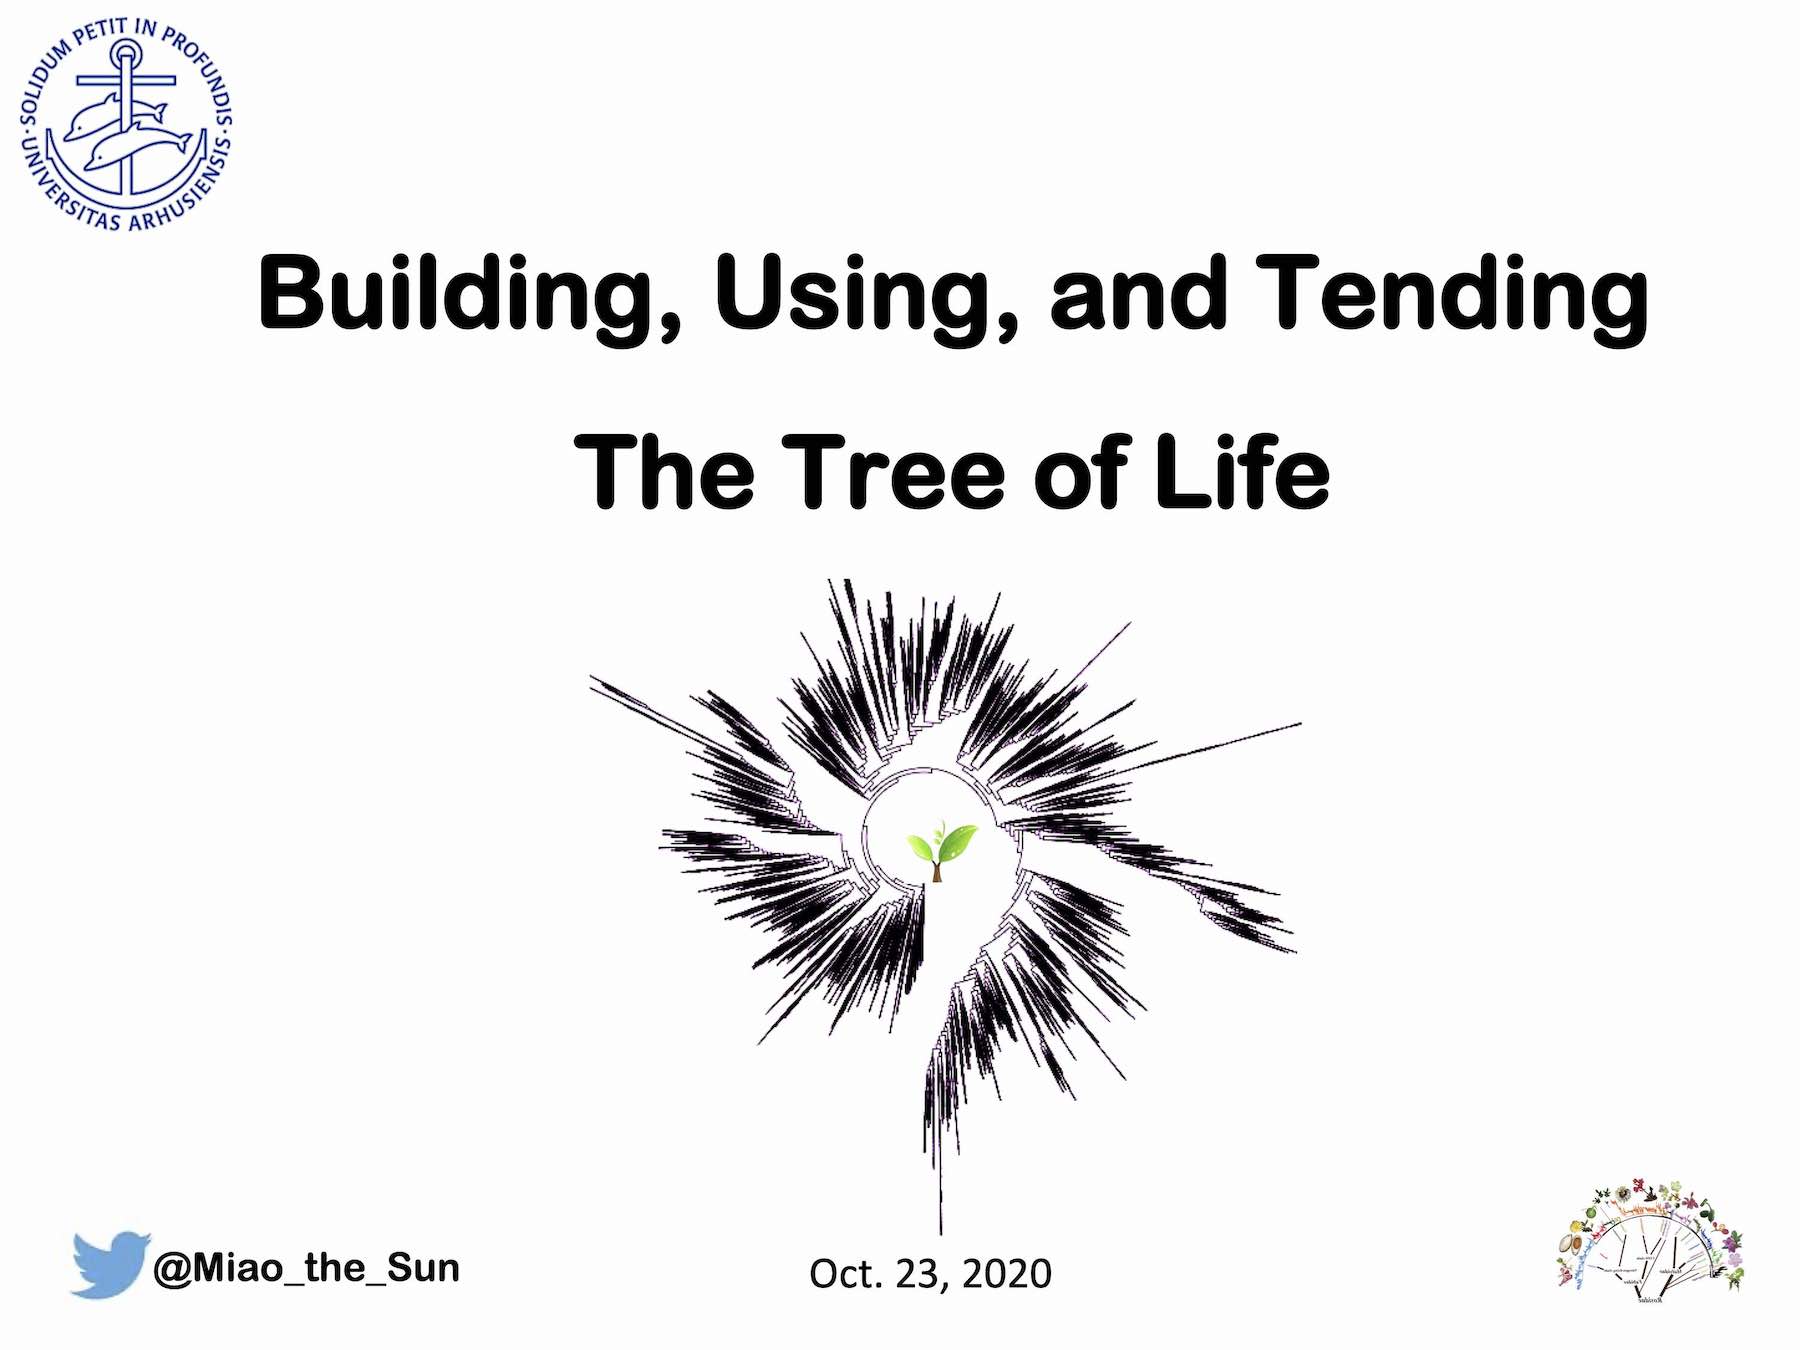 SOLIDUM PETIT IN PROFUNDIS
UNIVERSITAS ARHUSIENSIS
Building, Using, and Tending
The Tree of Life
@Miao_the_Sun
Oct. 23, 2020